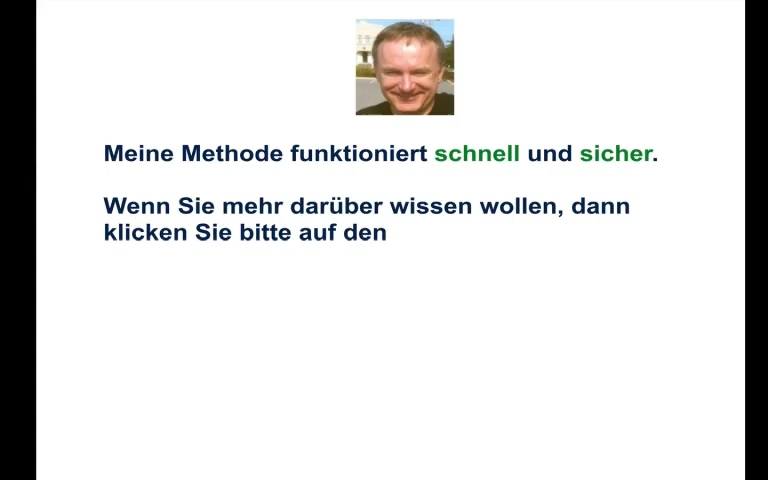 Meine Methode funktioniert schnell und sicher.
Wenn Sie mehr darüber wissen wollen, dann
klicken Sie bitte auf den